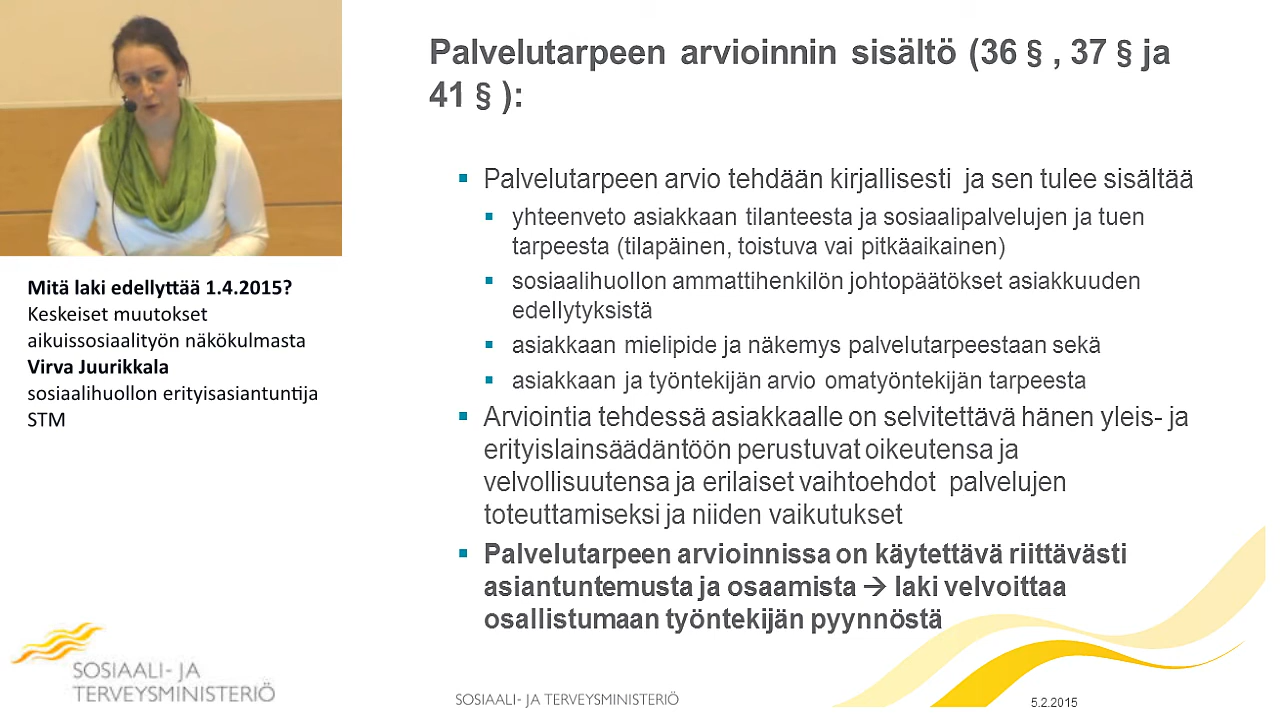 Palvelutarpeen arvioinnin sisältö (36 § , 37 § ja
41 § ):
Palvelutarpeen arvio tehdään kirjallisesti ja sen tulee sisältää
yhteenveto asiakkaan tilanteesta ja sosiaalipalvelujen ja tuen
tarpeesta (tilapäinen, toistuva vai pitkäaikainen)
sosiaalihuollon ammattihenkilön johtopäätökset asiakkuuden
edellytyksistä
asiakkaan mielipide ja näkemys palvelutarpeestaan sekä
asiakkaan ja työntekijän arvio omatyöntekijän tarpeesta
Arviointia tehdessä asiakkaalle on selvitettävä hänen yleis- ja
erityislainsäädäntöön perustuvat oikeutensa ja
velvollisuutensa ja erilaiset vaihtoehdot palvelujen
toteuttamiseksi ja niiden vaikutukset
Palvelutarpeen arvioinnissa on käytettävä riittävästi
asiantuntemusta ja osaamista → laki velvoittaa
osallistumaan työntekijän pyynnöstä
Mitä laki edellyttää 1.4.2015?
Keskeiset muutokset
aikuissosiaalityön näkökulmasta
Virva Juurikkala
sosiaalihuollon erityisasiantuntija
STM
SOSIAALI- JA
TERVEYSMINISTERIÖ
SOSIAALI- JA TERVEYSMINISTERIÖ
5.2.2015